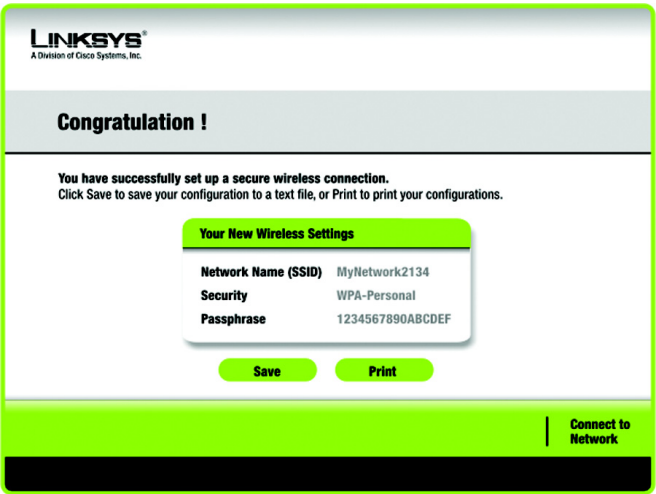 LINKSYS®
A Division of Cisco Systems, Inc.
Congratulation !
You have successfully set up a secure wireless connection.
Click Save to save your configuration to a text file, or Print to print your configurations.
Your New Wireless Settings
Network Name (SSID) MyNetwork2134
Security WPA-Personal
Passphrase 1234567890ABCDEF
Save Print
Connect to
Network